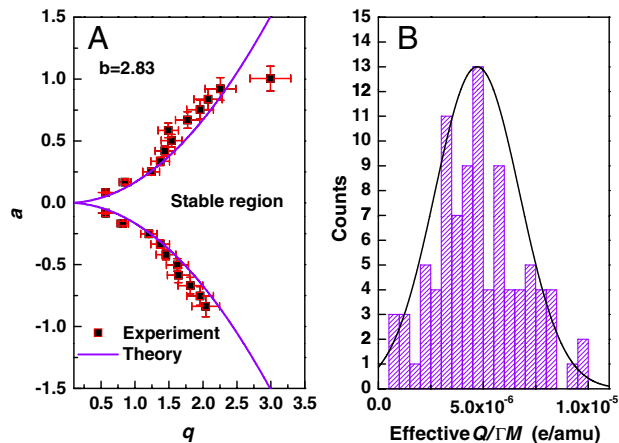 A
b=2.83
1.5
1.0
0.5
0.0
-0.5
-1.0
-1.5
a
Stable region
Experiment
Theory
0.5 1.0 1.5 2.0 2.5 3.0 3.5
q
B
15
14
13
12
11
10
9
8
7
6
5
4
3
2
1
0
Counts
0.0 5.0x10⁻⁶ 1.0x10⁻⁵
Effective Q/ΓM (e/amu)